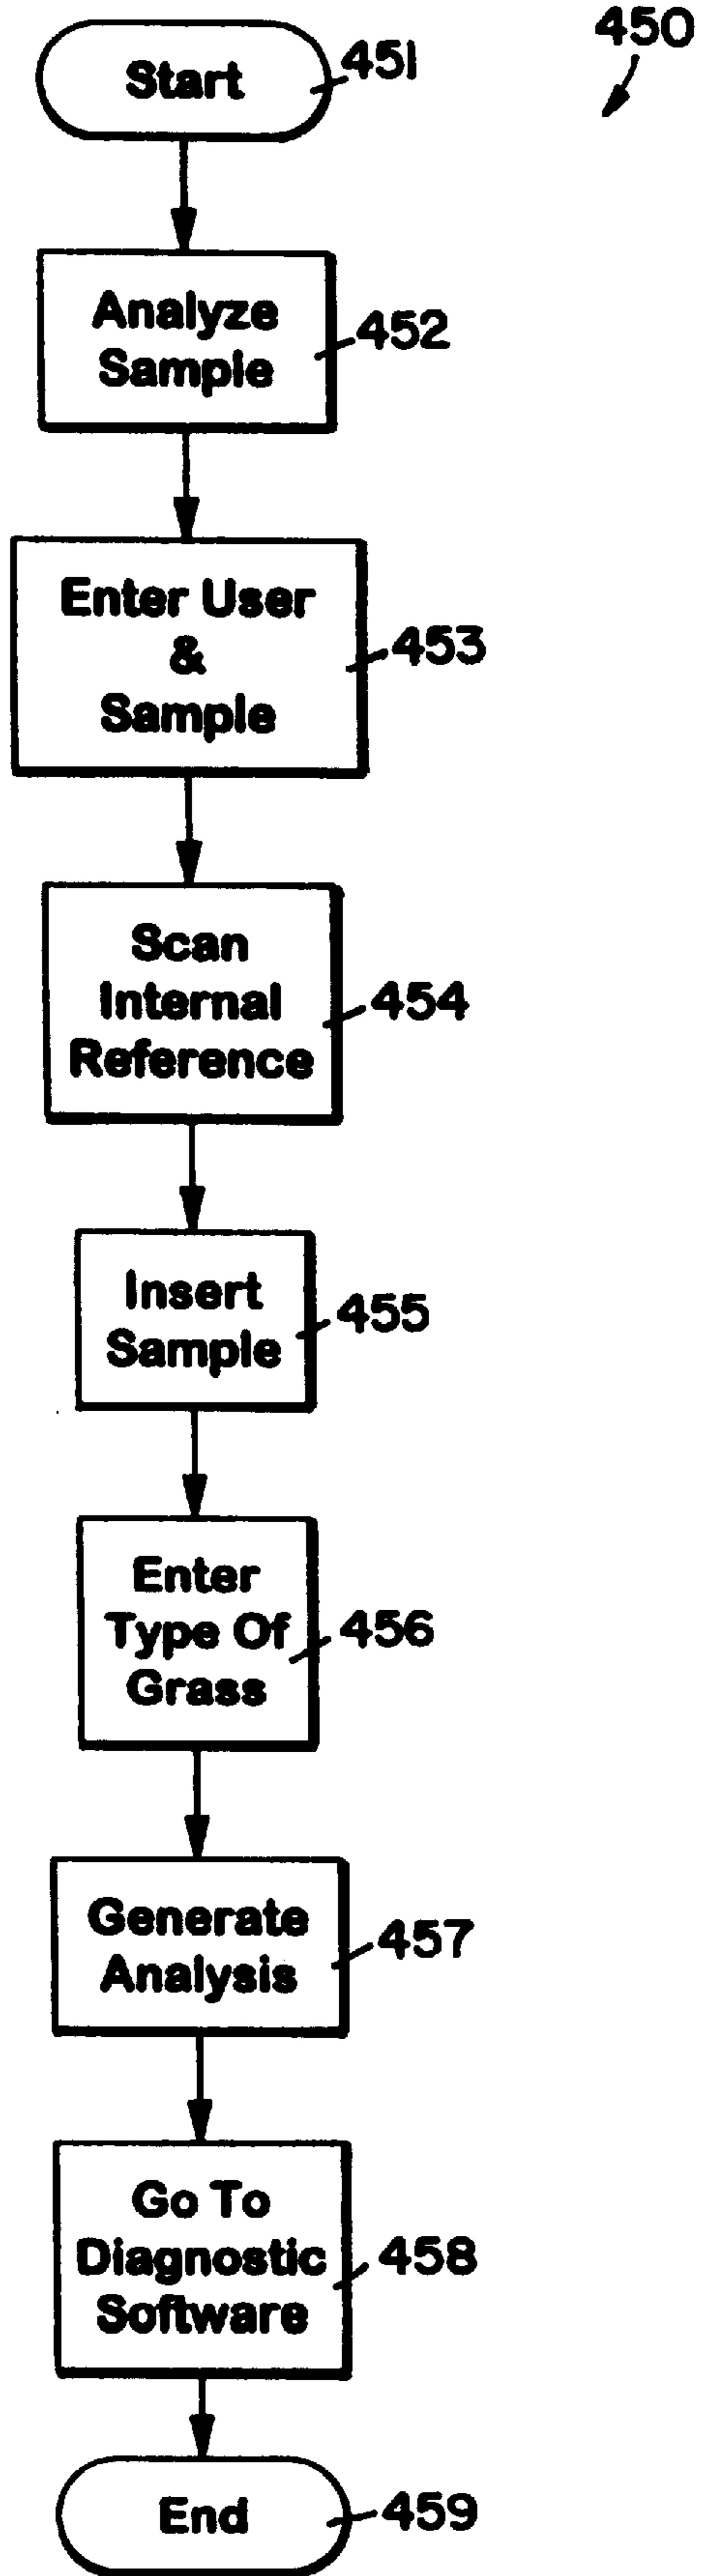 450
Start
451
Analyze
Sample
452
Enter User
&
Sample
453
Scan
Internal
Reference
454
Insert
Sample
455
Enter
Type Of
Grass
456
Generate
Analysis
457
Go To
Diagnostic
Software
458
End
459